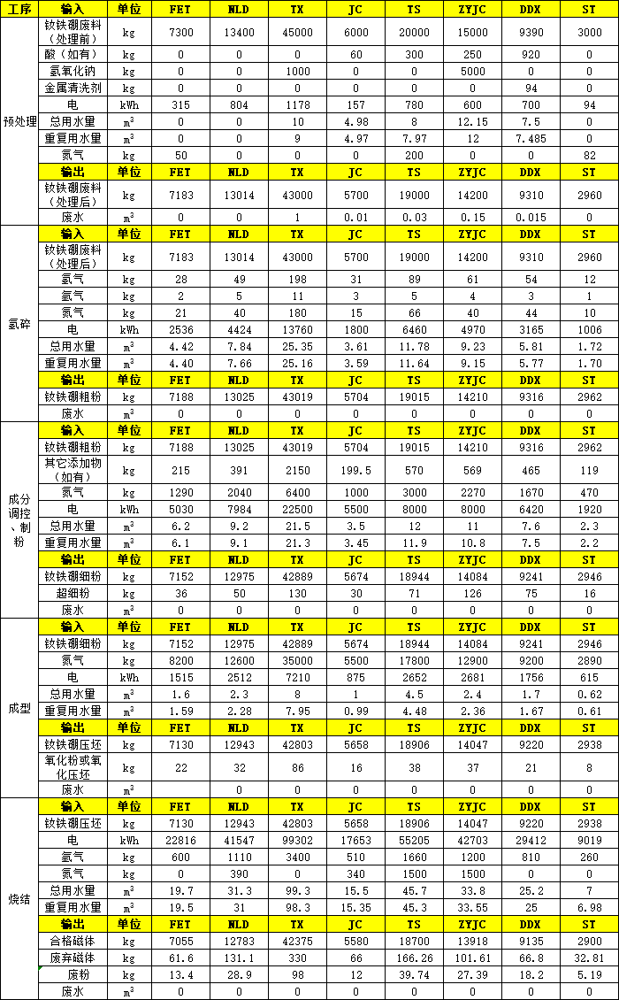 工序 输入 单位 FET NLD TX JC TS ZYJC DDX ST
预处理
钕铁硼废料
（处理前） kg 7300 13400 45000 6000 20000 15000 9390 3000
酸（如有） kg 0 0 0 60 300 250 920 0
氢氧化钠 kg 0 0 1000 0 0 5000 0 0
金属清洗剂 kg 0 0 0 0 0 0 94 0
电 kWh 315 804 1178 157 780 600 700 94
总用水量 m³ 0 0 10 4.98 8 12.15 7.5 0
重复用水量 m³ 0 0 9 4.97 7.97 12 7.485 0
氮气 kg 50 0 0 0 200 0 0 82
输出 单位 FET NLD TX JC TS ZYJC DDX ST
钕铁硼废料
（处理后） kg 7183 13014 43000 5700 19000 14200 9310 2960
废水 m³ 0 0 1 0.01 0.03 0.15 0.015 0
氢碎
输入 单位 FET NLD TX JC TS ZYJC DDX ST
钕铁硼废料
（处理后） kg 7183 13014 43000 5700 19000 14200 9310 2960
氢气 kg 28 49 198 31 89 61 54 12
氩气 kg 2 5 11 3 5 4 3 1
氮气 kg 21 40 180 15 66 40 44 10
电 kWh 2536 4424 13760 1800 6460 4970 3165 1006
总用水量 m³ 4.42 7.84 25.35 3.61 11.78 9.23 5.81 1.72
重复用水量 m³ 4.40 7.66 25.16 3.59 11.64 9.15 5.77 1.70
输出 单位 FET NLD TX JC TS ZYJC DDX ST
钕铁硼粗粉 kg 7188 13025 43019 5704 19015 14210 9316 2962
废水 m³ 0 0 0 0 0 0 0 0
成分
调控
、制
粉
输入 单位 FET NLD TX JC TS ZYJC DDX ST
钕铁硼粗粉 kg 7188 13025 43019 5704 19015 14210 9316 2962
其它添加物
（如有） kg 215 391 2150 199.5 570 569 465 119
氮气 kg 1290 2040 6400 1000 3000 2270 1670 470
电 kWh 5030 7984 22500 5500 8000 8000 6420 1920
总用水量 m³ 6.2 9.2 21.5 3.5 12 11 7.6 2.3
重复用水量 m³ 6.1 9.1 21.3 3.45 11.9 10.8 7.5 2.2
输出 单位 FET NLD TX JC TS ZYJC DDX ST
钕铁硼细粉 kg 7152 12975 42889 5674 18944 14084 9241 2946
超细粉 kg 36 50 130 30 71 126 75 16
废水 m³ 0 0 0 0 0 0 0 0
成型
输入 单位 FET NLD TX JC TS ZYJC DDX ST
钕铁硼细粉 kg 7152 12975 42889 5674 18944 14084 9241 2946
氮气 kg 8200 12600 35000 5500 17800 12900 9200 2890
电 kWh 1515 2512 7210 875 2652 2681 1756 615
总用水量 m³ 1.6 2.3 8 1 4.5 2.4 1.7 0.62
重复用水量 m³ 1.59 2.28 7.95 0.99 4.48 2.36 1.67 0.61
输出 单位 FET NLD TX JC TS ZYJC DDX ST
钕铁硼压坯 kg 7130 12943 42803 5658 18906 14047 9220 2938
氧化粉或氧
化压坯 kg 22 32 86 16 38 37 21 8
废水 m³ 0 0 0 0 0 0 0
烧结
输入 单位 FET NLD TX JC TS ZYJC DDX ST
钕铁硼压坯 kg 7130 12943 42803 5658 18906 14047 9220 2938
电 kWh 22816 41547 99302 17653 55205 42703 29412 9019
氩气 kg 600 1110 3400 510 1660 1200 810 260
氮气 kg 0 390 0 340 1500 1500 0 0
总用水量 m³ 19.7 31.3 99.3 15.5 45.7 33.8 25.2 7
重复用水量 m³ 19.5 31 98.3 15.35 45.3 33.55 25 6.98
输出 单位 FET NLD TX JC TS ZYJC DDX ST
合格磁体 kg 7055 12783 42375 5580 18700 13918 9135 2900
废弃磁体 kg 61.6 131.1 330 66 166.26 101.61 66.8 32.81
废粉 kg 13.4 28.9 98 12 39.74 27.39 18.2 5.19
废水 m³ 0 0 0 0 0 0 0 0